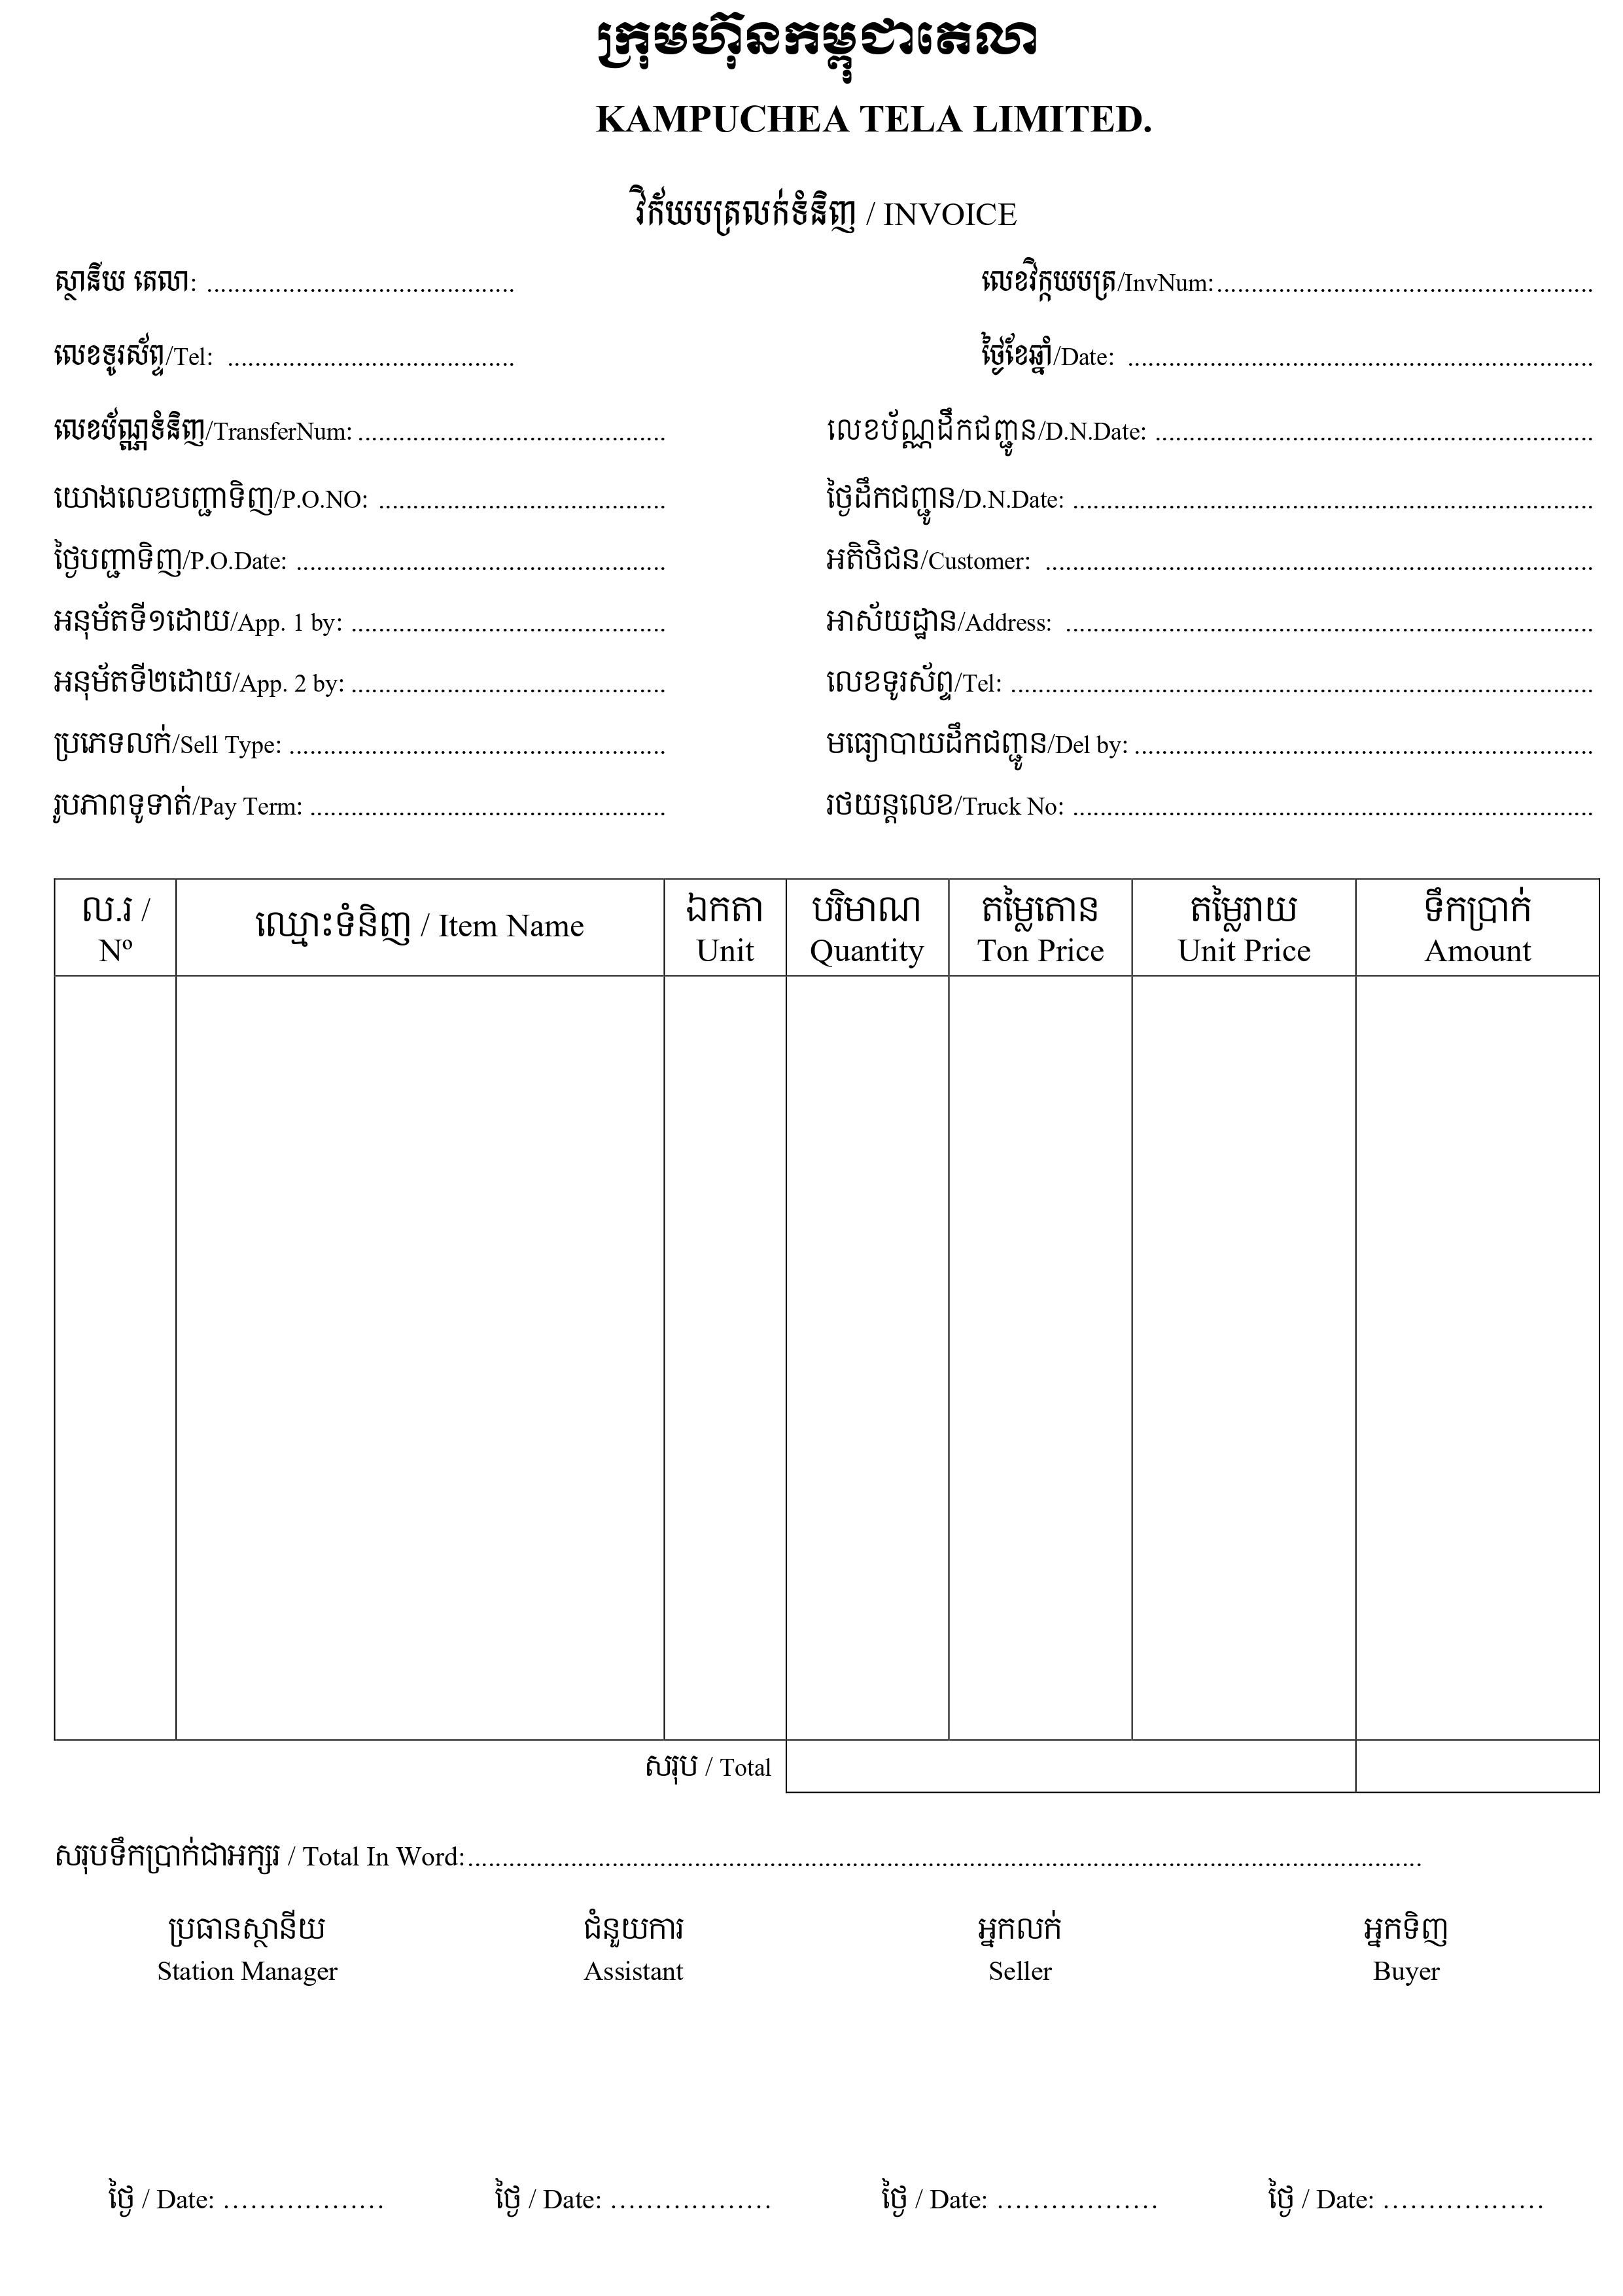 ក្រុមហ៊ុនកម្ពុជាតេលា
KAMPUCHEA TELA LIMITED.
វិក័យបត្រលក់ទំនិញ / INVOICE
ស្ថានីយ តេលា: ............................................. លេខវិក្កយបត្រ/InvNum:.......................................................
លេខទូរស័ព្ទ/Tel: .......................................... ថ្ងៃខែឆ្នាំ/Date: ....................................................................
លេខប័ណ្ណទំនិញ/TransferNum: ............................................. លេខប័ណ្ណដឹកជញ្ជូន/D.N.Date: ................................................................
យោងលេខបញ្ជាទិញ/P.O.NO: .......................................... ថ្ងៃដឹកជញ្ជូន/D.N.Date: ............................................................................
ថ្ងៃបញ្ជាទិញ/P.O.Date: ...................................................... អតិថិជន/Customer: ................................................................................
អនុម័តទី១ដោយ/App. 1 by: .............................................. អាស័យដ្ឋាន/Address: .............................................................................
អនុម័តទី២ដោយ/App. 2 by: .............................................. លេខទូរស័ព្ទ/Tel: .....................................................................................
ប្រភេទលក់/Sell Type: ....................................................... មធ្យោបាយដឹកជញ្ជូន/Del by: ...................................................................
រូបភាពទូទាត់/Pay Term: .................................................... រថយន្តលេខ/Truck No: ............................................................................
ល.រ / ឈ្មោះទំនិញ / Item Name ឯកតា បរិមាណ តម្លៃតោន តម្លៃរាយ ទឹកប្រាក់
Nº Unit Quantity Ton Price Unit Price Amount
សរុប / Total
សរុបទឹកប្រាក់ជាអក្សរ / Total In Word:...........................................................................................................................................
ប្រធានស្ថានីយ ជំនួយការ អ្នកលក់ អ្នកទិញ
Station Manager Assistant Seller Buyer
ថ្ងៃ / Date: .................. ថ្ងៃ / Date: .................. ថ្ងៃ / Date: .................. ថ្ងៃ / Date: ..................